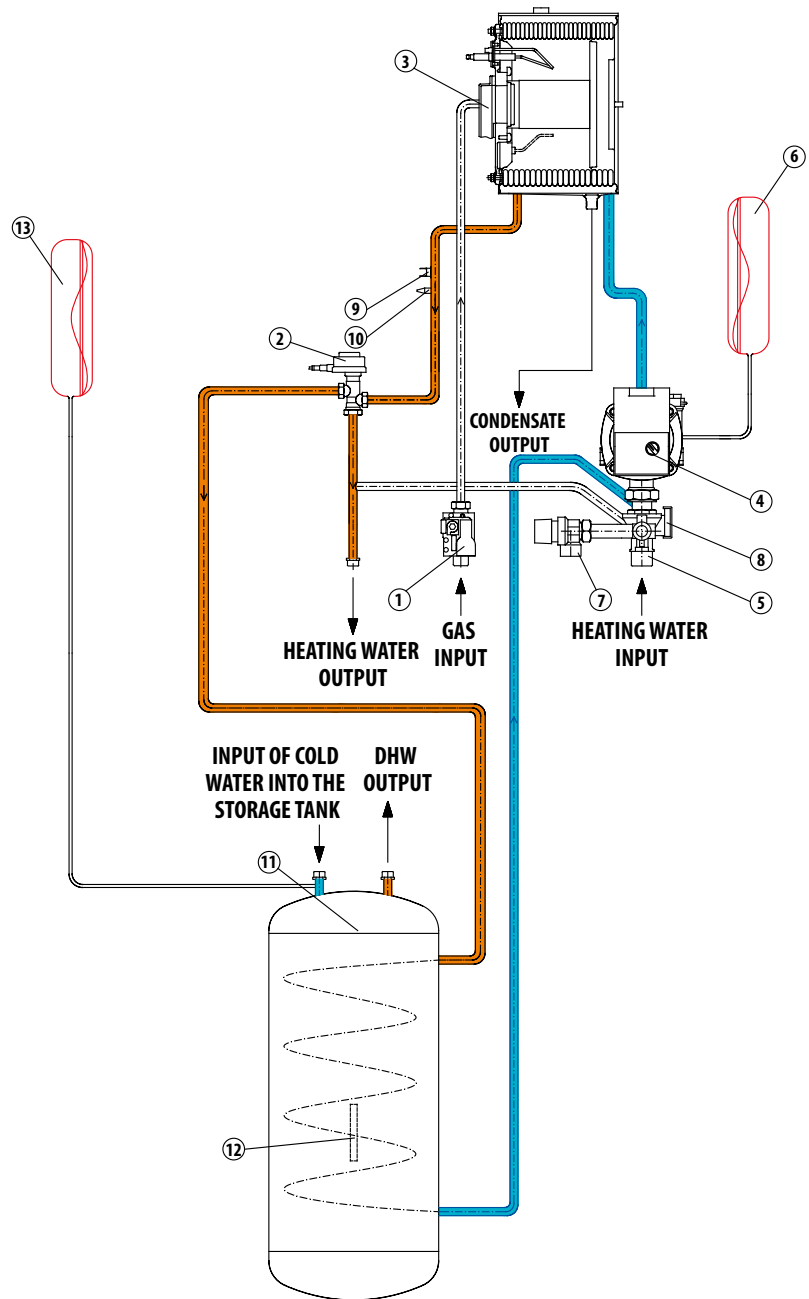 3
6
13
9
10
2
CONDENSATE
OUTPUT
4
8
1
7
5
HEATING WATER
OUTPUT
GAS
INPUT
HEATING WATER
INPUT
INPUT OF COLD
WATER INTO THE
STORAGE TANK
DHW
OUTPUT
11
12